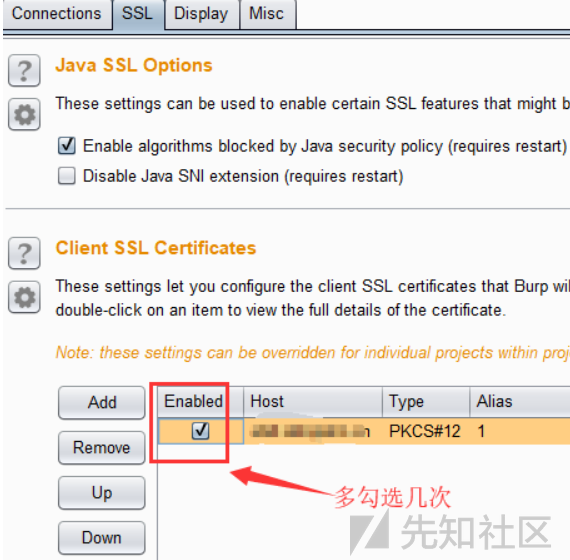 Connections SSL Display Misc
? Java SSL Options
These settings can be used to enable certain SSL features that might b
Enable algorithms blocked by Java security policy (requires restart)
Disable Java SNI extension (requires restart)
? Client SSL Certificates
These settings let you configure the client SSL certificates that Burp wil
double-click on an item to view the full details of the certificate.
Note: these settings can be overridden for individual projects within proj
Add Enabled Host Type Alias
PKCS#12 1
Remove
Up
多勾选几次
Down
先知社区